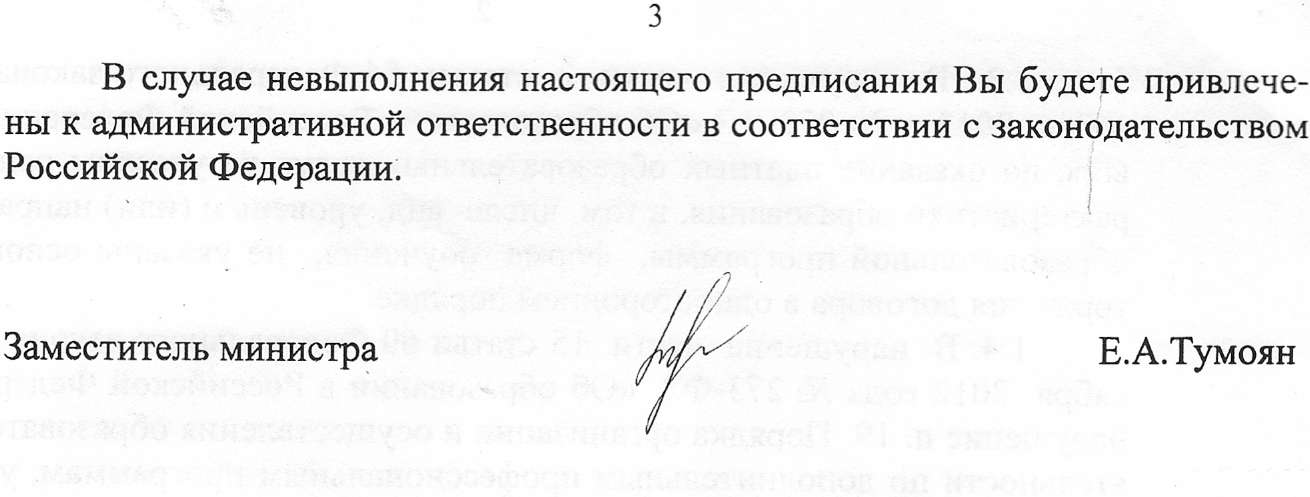 3
В случае невыполнения настоящего предписания Вы будете привлече-
ны к административной ответственности в соответствии с законодательством
Российской Федерации.
Заместитель министра Е.А.Тумоян